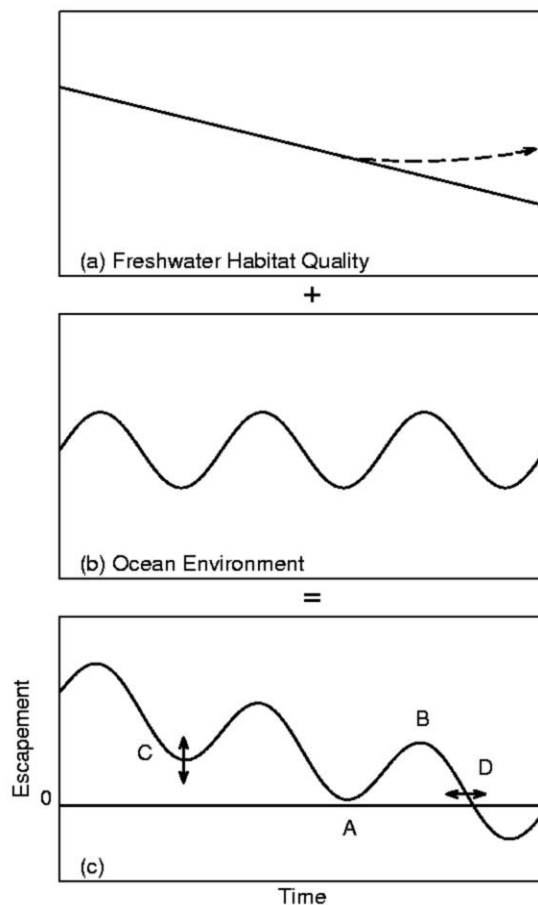 (a) Freshwater Habitat Quality
+
(b) Ocean Environment
=
Escapement
C
B
D
0
A
(c)
Time